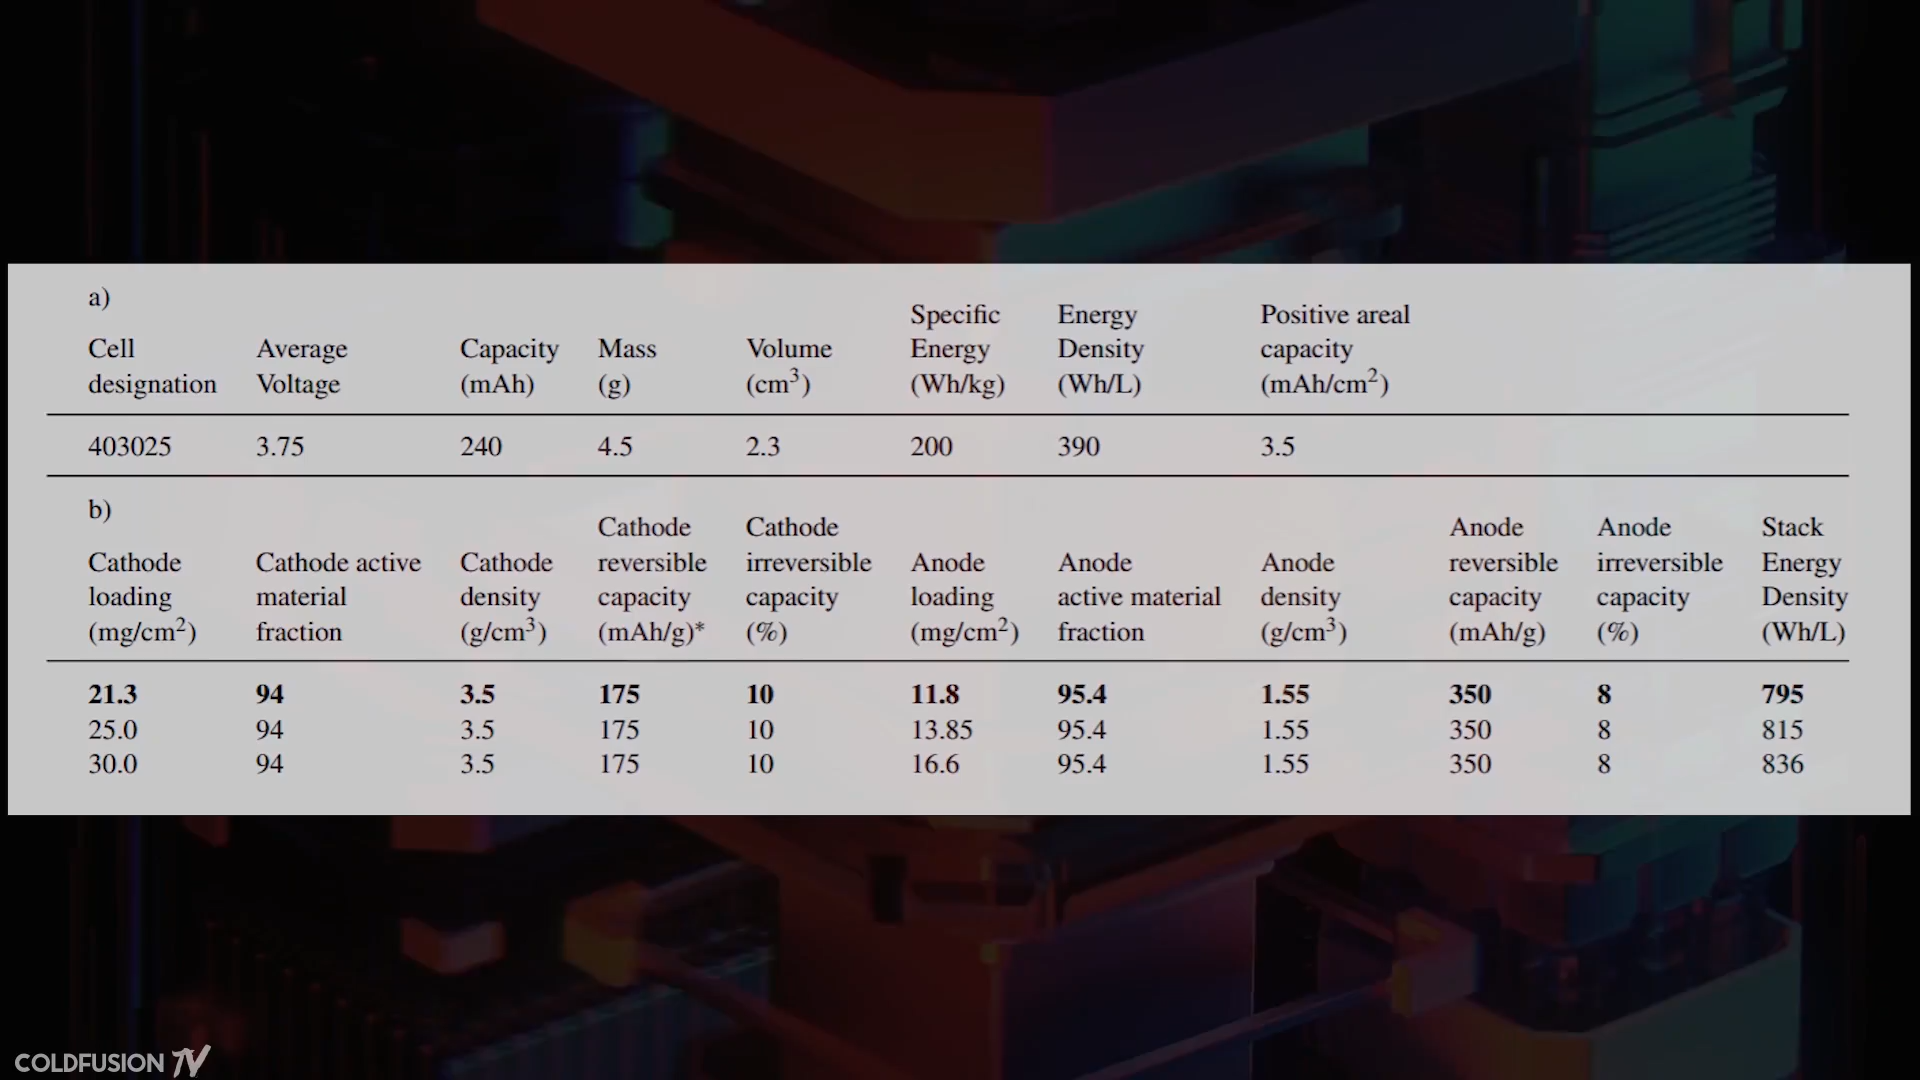 a)
Specific Energy Positive areal
Cell Average Capacity Mass Volume Energy Density capacity
designation Voltage (mAh) (g) (cm³) (Wh/kg) (Wh/L) (mAh/cm²)
403025 3.75 240 4.5 2.3 200 390 3.5
b)
Cathode Cathode Anode Anode Stack
Cathode Cathode active Cathode reversible irreversible Anode Anode Anode reversible irreversible Energy
loading material density capacity capacity loading active material density capacity capacity Density
(mg/cm²) fraction (g/cm³) (mAh/g)* (%) (mg/cm²) fraction (g/cm³) (mAh/g) (%) (Wh/L)
21.3 94 3.5 175 10 11.8 95.4 1.55 350 8 795
25.0 94 3.5 175 10 13.85 95.4 1.55 350 8 815
30.0 94 3.5 175 10 16.6 95.4 1.55 350 8 836
COLDFUSION TV